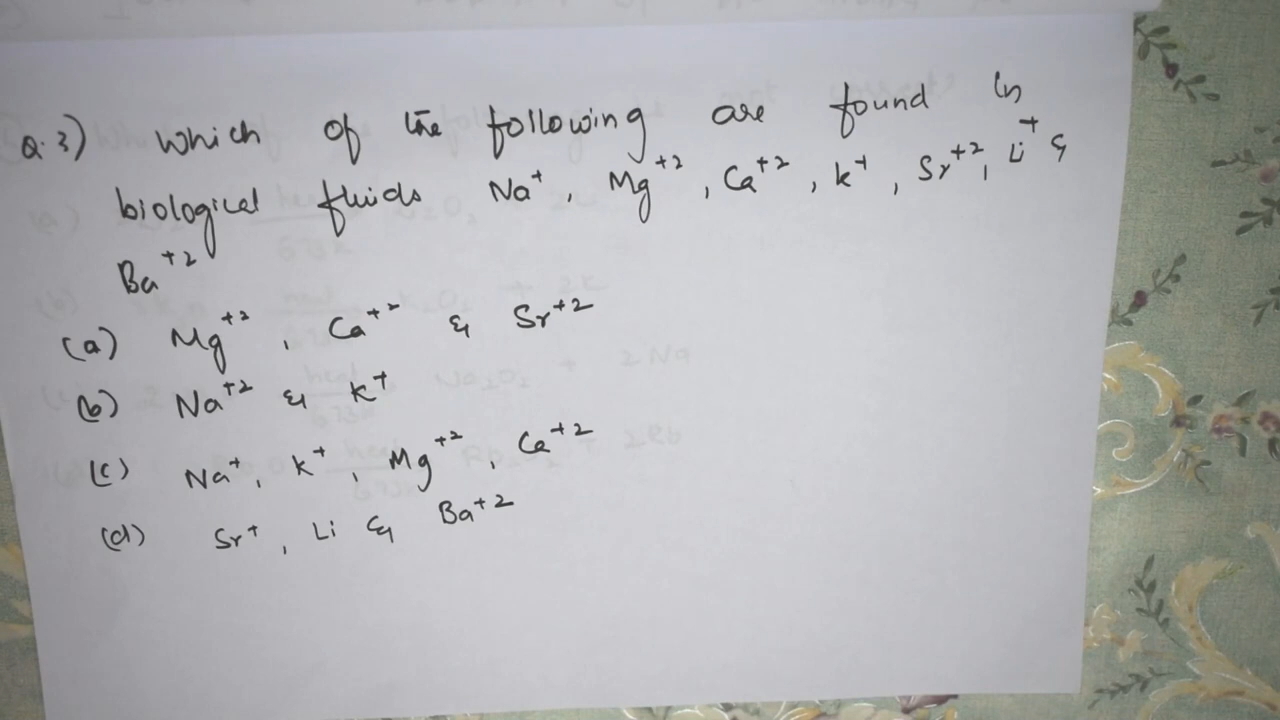 Q.3) Which of the following are found in
biological fluids Na⁺, Mg⁺², Ca⁺², K⁺, Sr⁺², Li⁺ &
Ba⁺²
(a) Mg⁺², Ca⁺² & Sr⁺²
(b) Na⁺² & K⁺
(c) Na⁺, K⁺, Mg⁺², Ca⁺²
(d) Sr⁺, Li & Ba⁺²